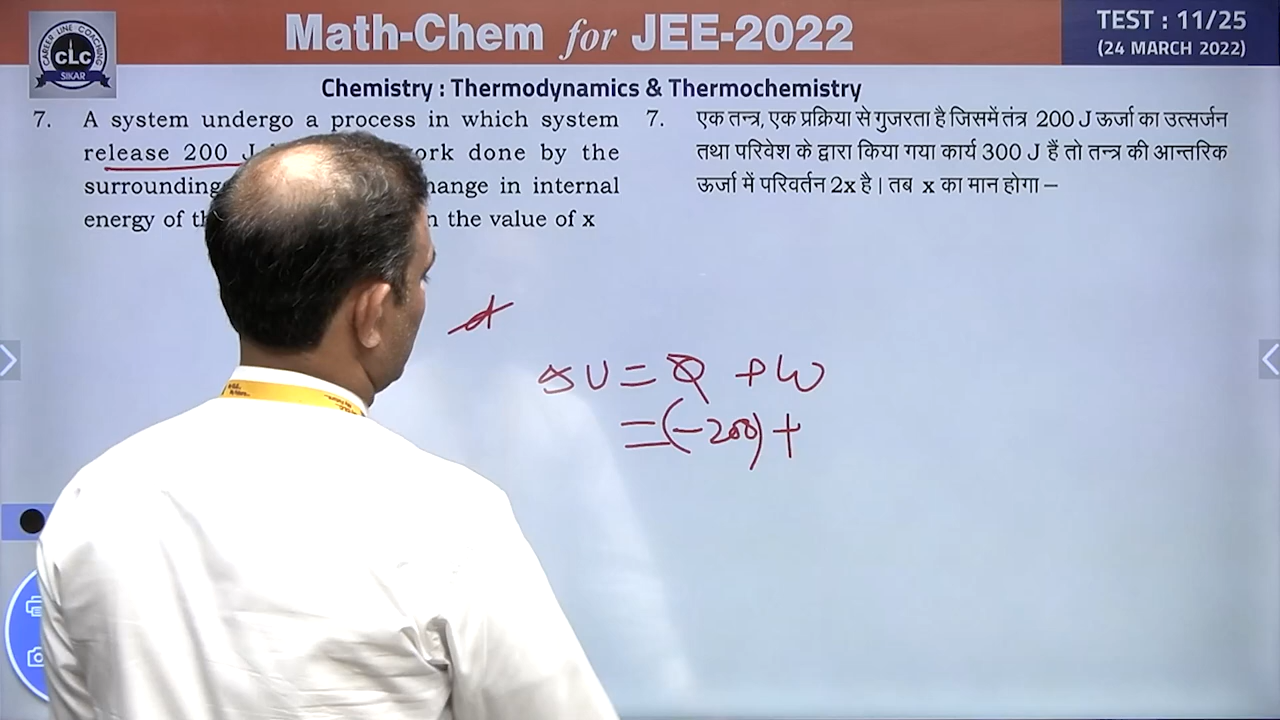 CAREER LINE COACHING
CLC
SIKAR
Math-Chem for JEE-2022
TEST : 11/25
(24 MARCH 2022)
Chemistry : Thermodynamics & Thermochemistry
7. A system undergo a process in which system
release 200 J work done by the
surrounding hange in internal
energy of th n the value of x
7. एक तन्त्र, एक प्रक्रिया से गुजरता है जिसमें तंत्र 200 J ऊर्जा का उत्सर्जन
तथा परिवेश के द्वारा किया गया कार्य 300 J हैं तो तन्त्र की आन्तरिक
ऊर्जा में परिवर्तन 2x है। तब x का मान होगा –
ΔU = Q + W
= (-200) +